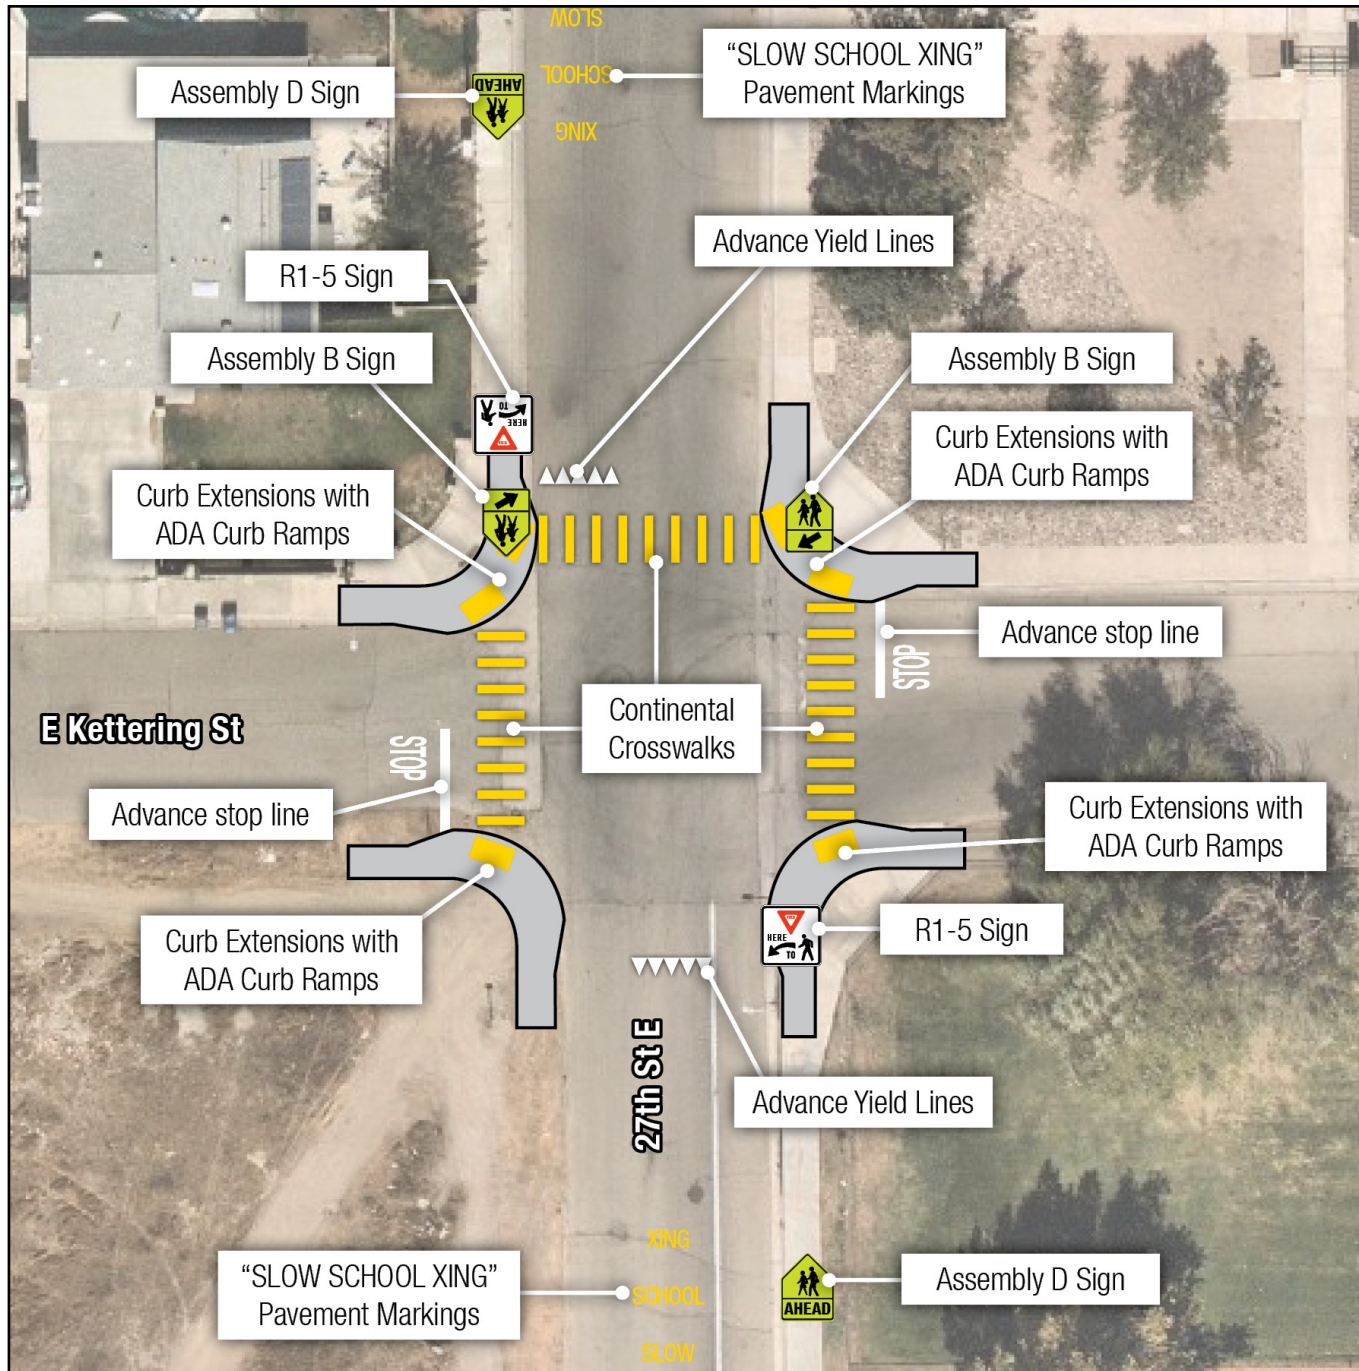 SLOW
SCHOOL
XING
"SLOW SCHOOL XING"
Pavement Markings
Assembly D Sign
AHEAD
Advance Yield Lines
R1-5 Sign
HERE
TO
Assembly B Sign
Assembly B Sign
Curb Extensions with
ADA Curb Ramps
Curb Extensions with
ADA Curb Ramps
Advance stop line
STOP
Continental
Crosswalks
E Kettering St
STOP
Advance stop line
Curb Extensions with
ADA Curb Ramps
Curb Extensions with
ADA Curb Ramps
HERE
TO
R1-5 Sign
27th St E
Advance Yield Lines
XING
SCHOOL
SLOW
"SLOW SCHOOL XING"
Pavement Markings
AHEAD
Assembly D Sign